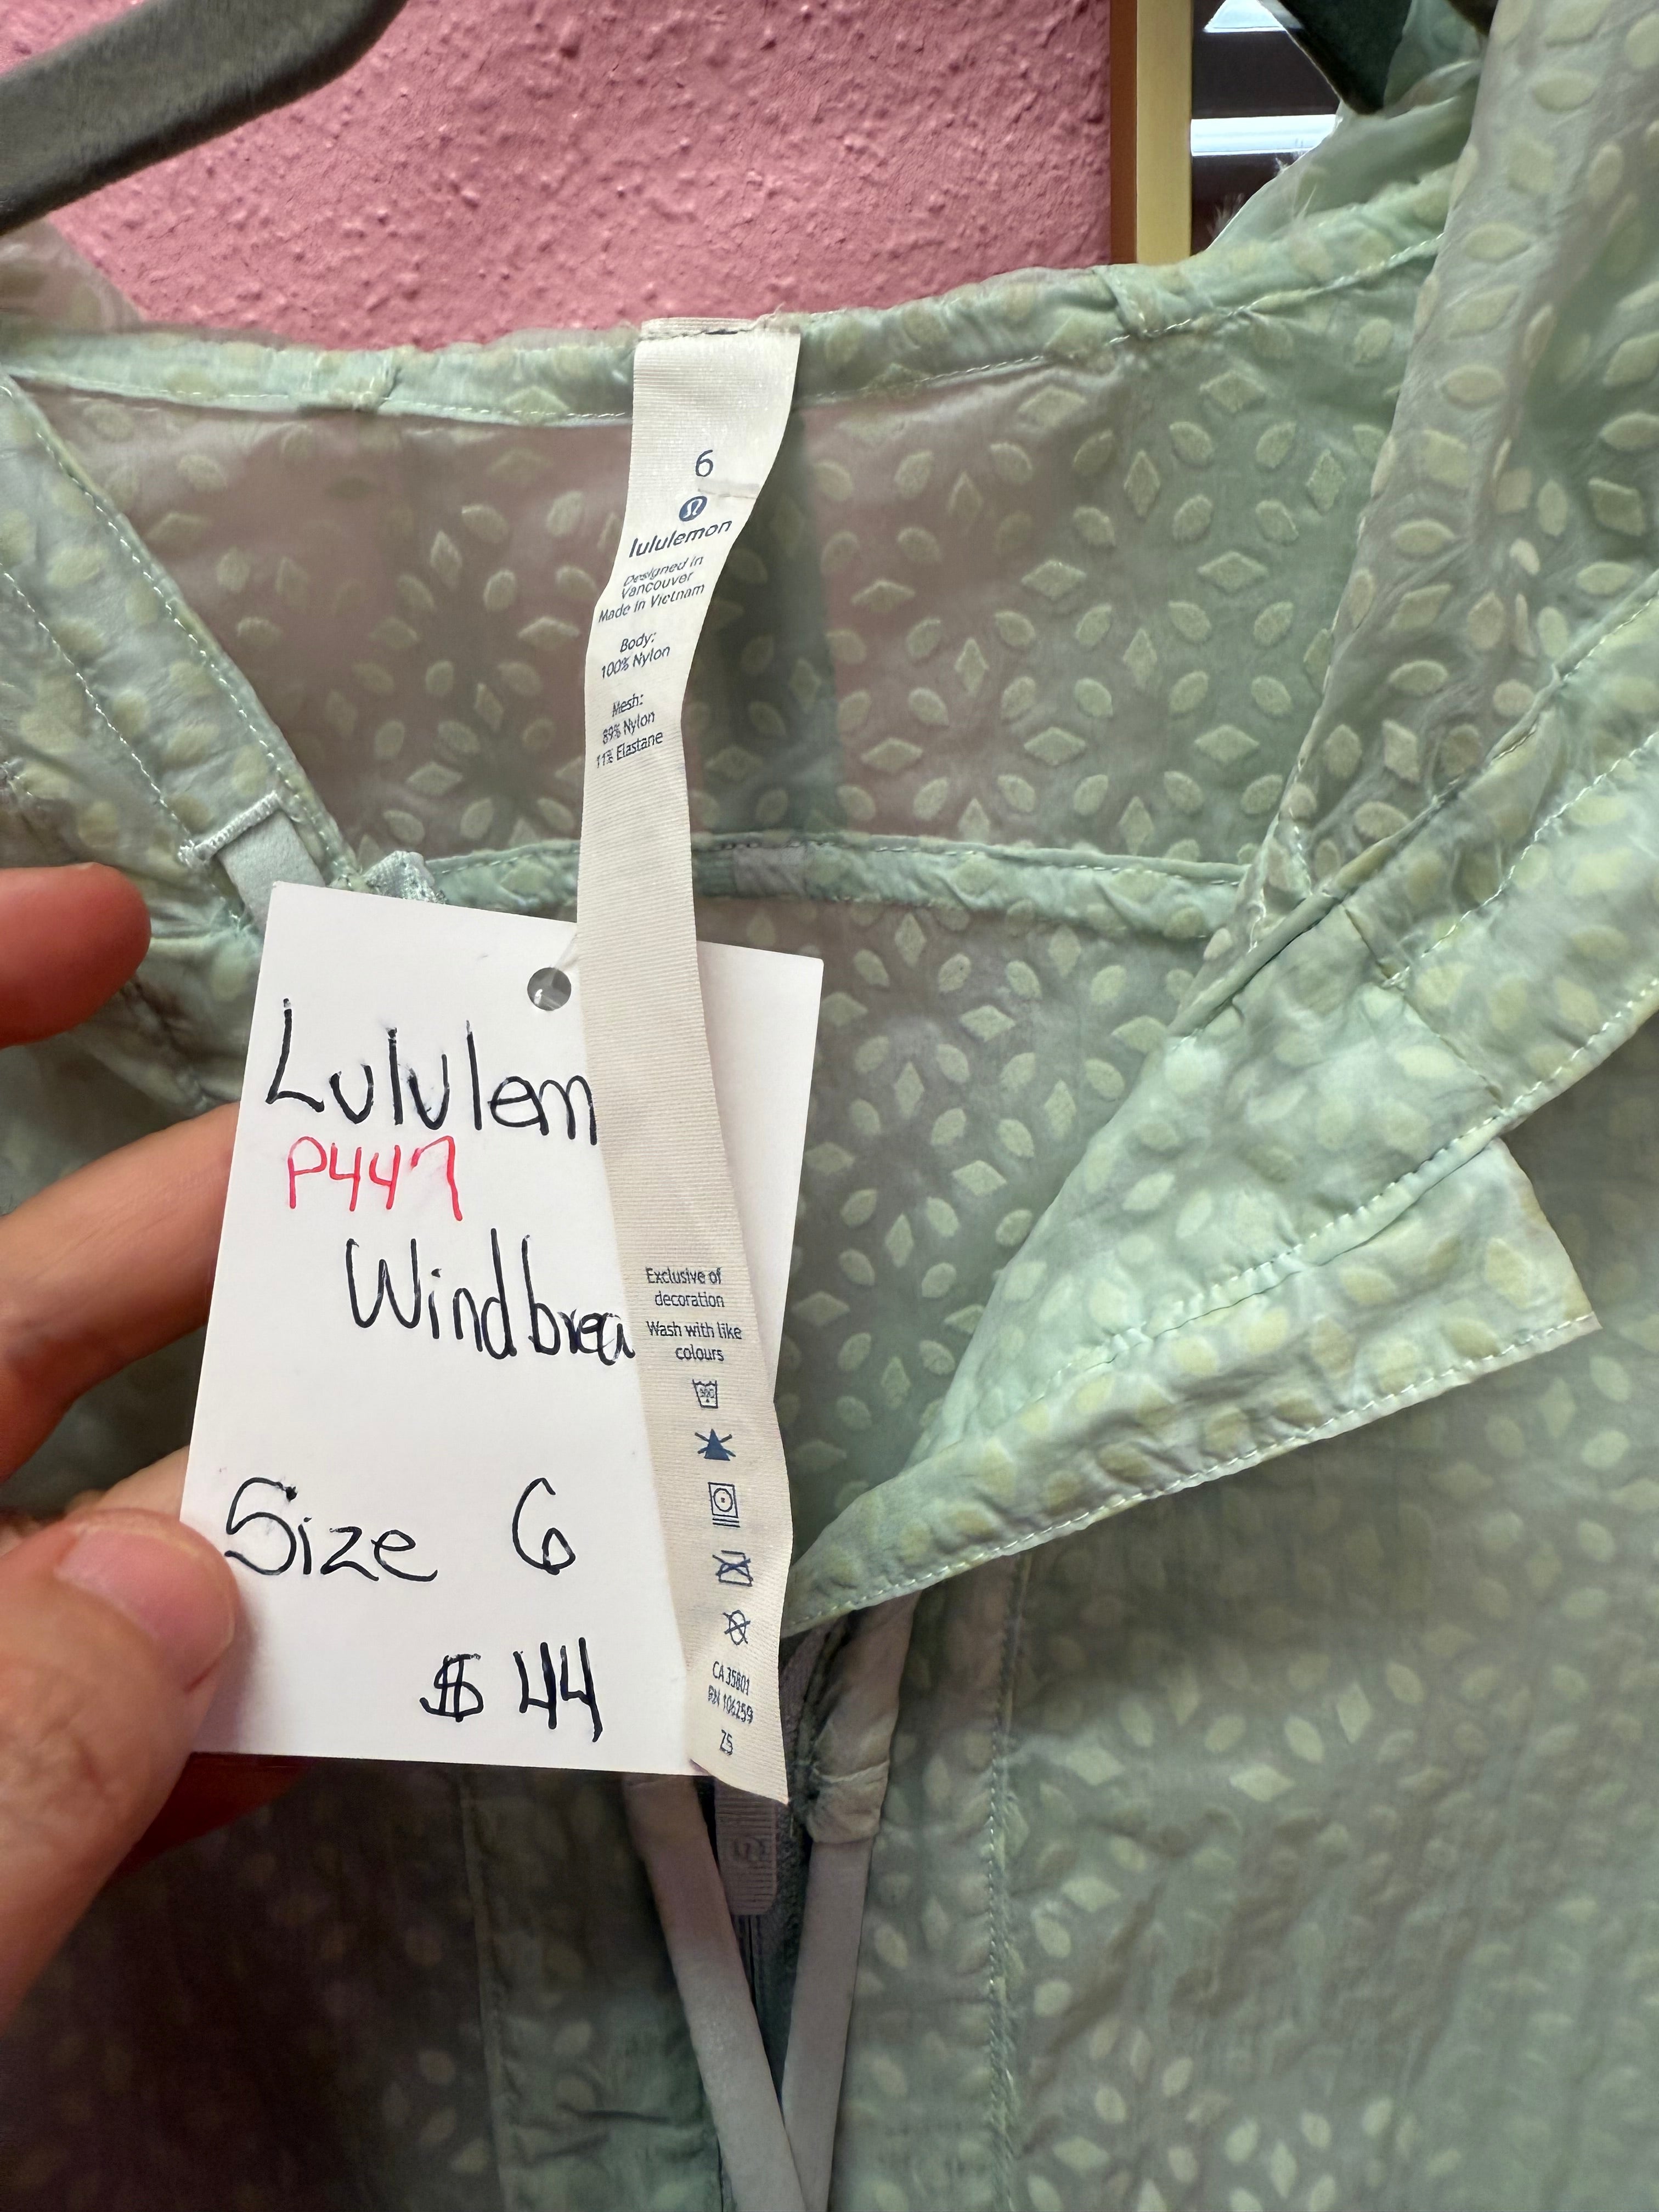 6
lululemon
Designed in
Vancouver
Made in Vietnam
Body:
100% Nylon
Mesh:
89% Nylon
11% Elastane
Lululem
P447
Windbrea
Size 6
$44
Exclusive of
decoration
Wash with like
colours
CA 35801
RN 106259
Z5